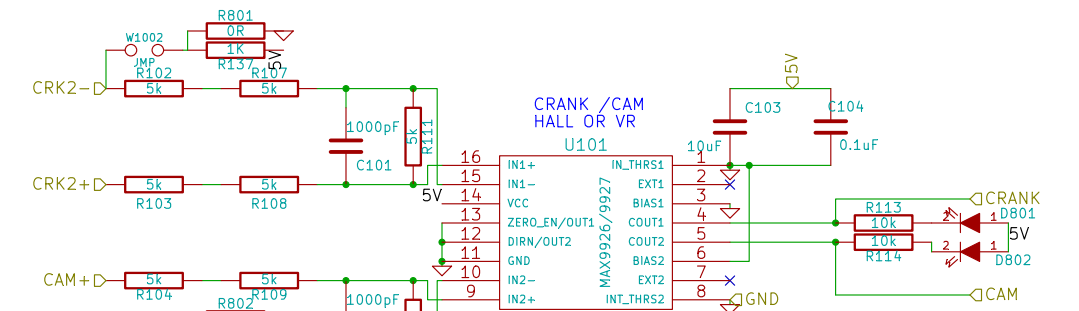 R801
0R
W1002
JMP
1K
R137
5V
CRK2-
R102
5k
R107
5k
1000pF
C101
5k
R111
CRK2+
5k
R103
5k
R108
CAM+
5k
R104
5k
R109
R802
1000pF
CRANK /CAM
HALL OR VR
U101
MAX9926/9927
5V
16 IN1+
15 IN1-
14 VCC
13 ZERO_EN/OUT1
12 DIRN/OUT2
11 GND
10 IN2-
9 IN2+
IN_THRS1 1
EXT1 2
BIAS1 3
COUT1 4
COUT2 5
BIAS2 6
EXT2 7
INT_THRS2 8
GND
5V
C103
10uF
C104
0.1uF
CRANK
R113
10k
2 1
D801
5V
10k
R114
2 1
D802
CAM